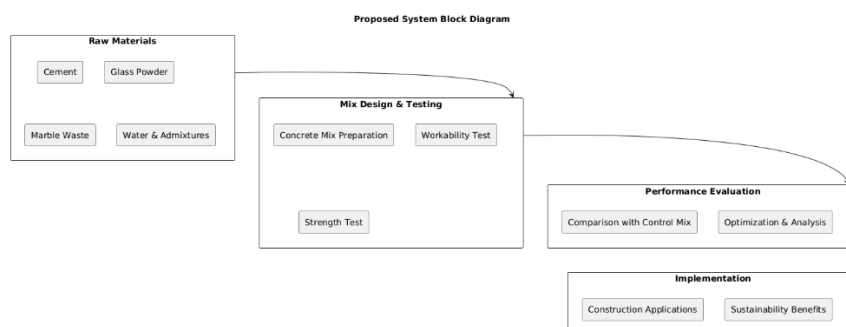 Proposed System Block Diagram
Raw Materials
Cement
Glass Powder
Marble Waste
Water & Admixtures
Mix Design & Testing
Concrete Mix Preparation
Workability Test
Strength Test
Performance Evaluation
Comparison with Control Mix
Optimization & Analysis
Implementation
Construction Applications
Sustainability Benefits